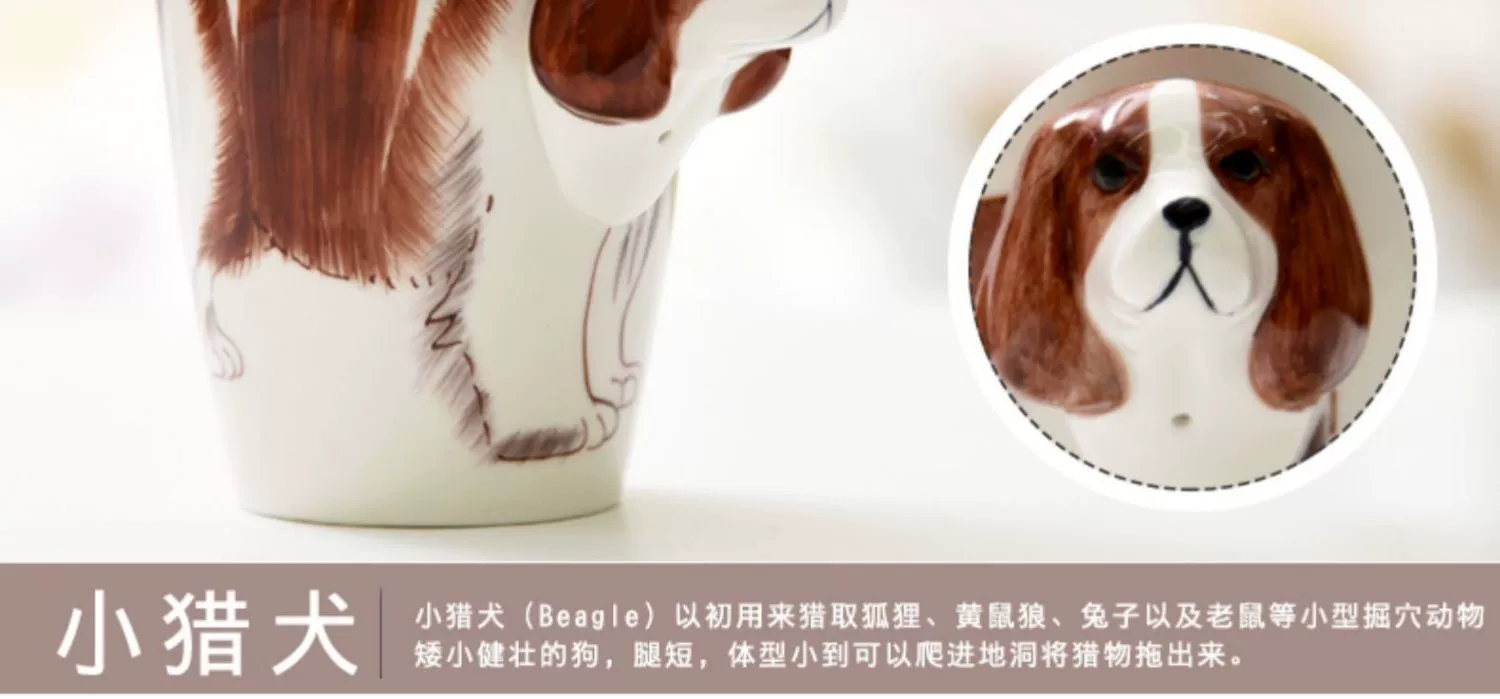 小猎犬
小猎犬（Beagle）以初用来猎取狐狸、黄鼠狼、兔子以及老鼠等小型掘穴动物
矮小健壮的狗，腿短，体型小到可以爬进地洞将猎物拖出来。